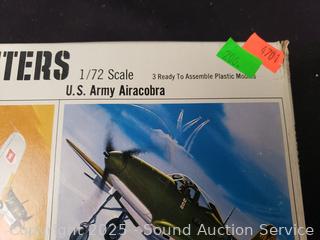 TERS
1/72 Scale
3 Ready To Assemble Plastic Models
U.S. Army Airacobra
4701
Copyright 2025 - Sound Auction Service